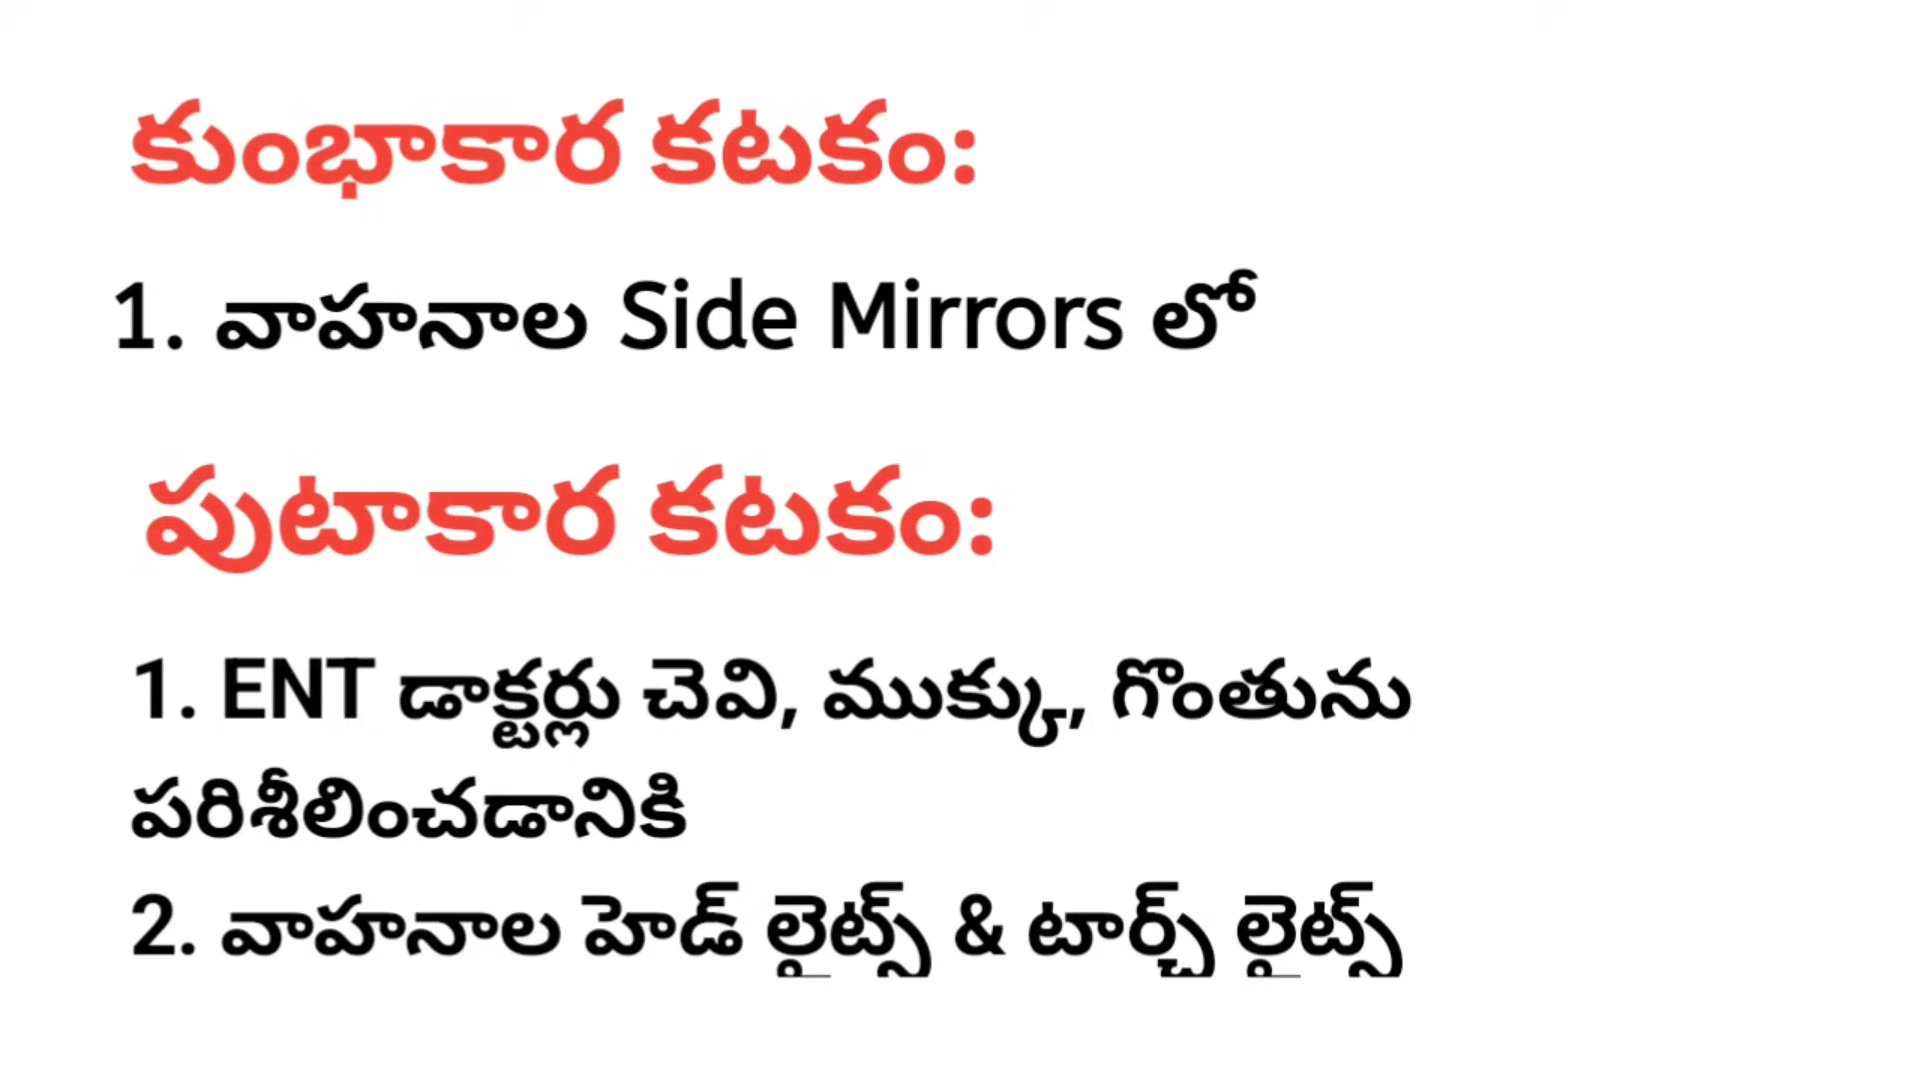 కుంభాకార కటకం:
1. వాహనాల Side Mirrors లో
పుటాకార కటకం:
1. ENT డాక్టర్లు చెవి, ముక్కు, గొంతును
పరిశీలించడానికి
2. వాహనాల హెడ్ లైట్స్ & టార్చ్ లైట్స్